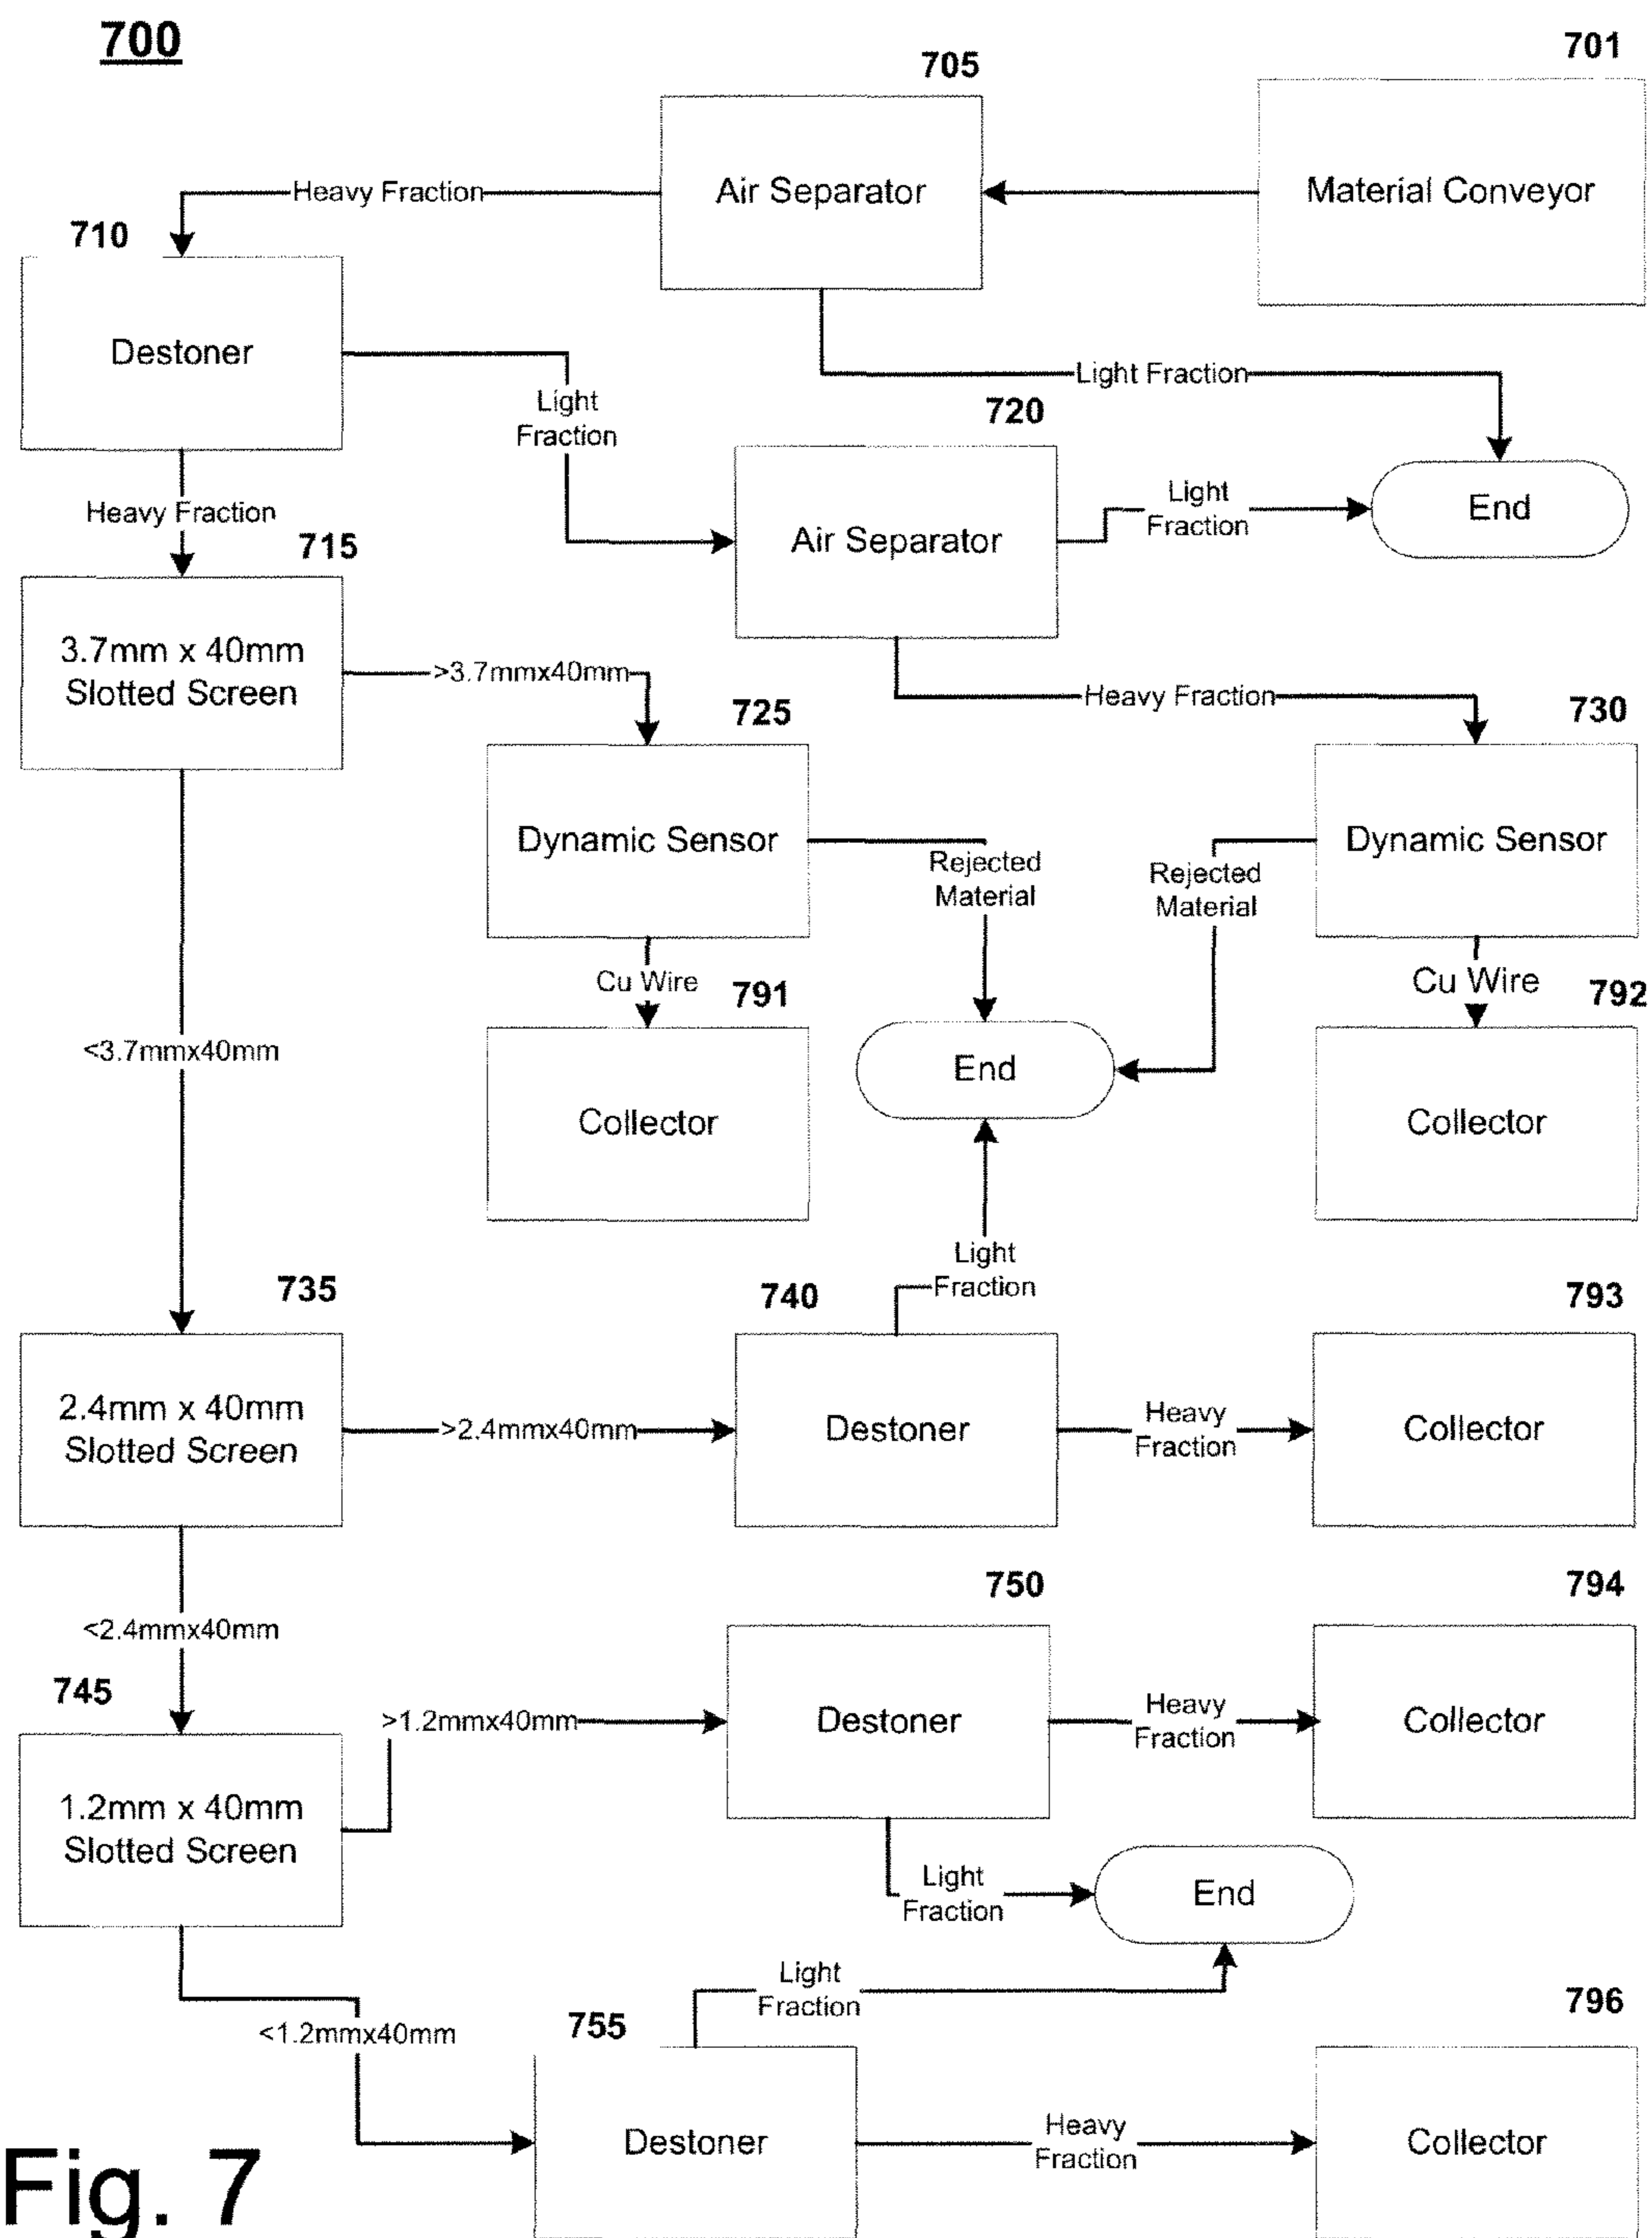 700
705
701
Heavy Fraction
Air Separator
Material Conveyor
710
Destoner
Light Fraction
Light
Fraction
720
Air Separator
Light
Fraction
End
Heavy Fraction
715
3.7mm x 40mm
Slotted Screen
>3.7mmx40mm
Heavy Fraction
725
730
Dynamic Sensor
Rejected
Material
Rejected
Material
Dynamic Sensor
Cu Wire
791
Cu Wire
792
<3.7mmx40mm
Collector
End
Collector
Light
Fraction
735
740
793
2.4mm x 40mm
Slotted Screen
>2.4mmx40mm
Destoner
Heavy
Fraction
Collector
<2.4mmx40mm
750
794
745
>1.2mmx40mm
Destoner
Heavy
Fraction
Collector
1.2mm x 40mm
Slotted Screen
Light
Fraction
End
Light
Fraction
<1.2mmx40mm
755
796
Destoner
Heavy
Fraction
Collector
Fig. 7